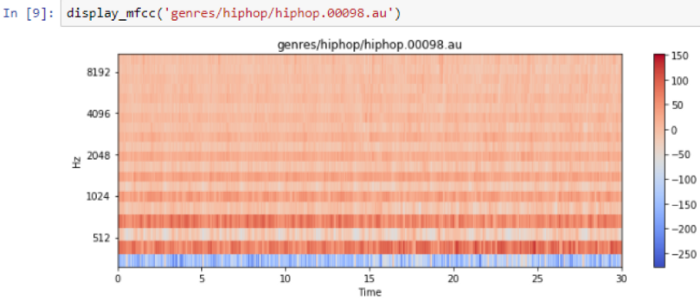 In [9]: display_mfcc('genres/hiphop/hiphop.00098.au')
genres/hiphop/hiphop.00098.au
8192
4096
2048
1024
512
Hz
0 5 10 15 20 25 30
Time
150
100
50
0
−50
−100
−150
−200
−250